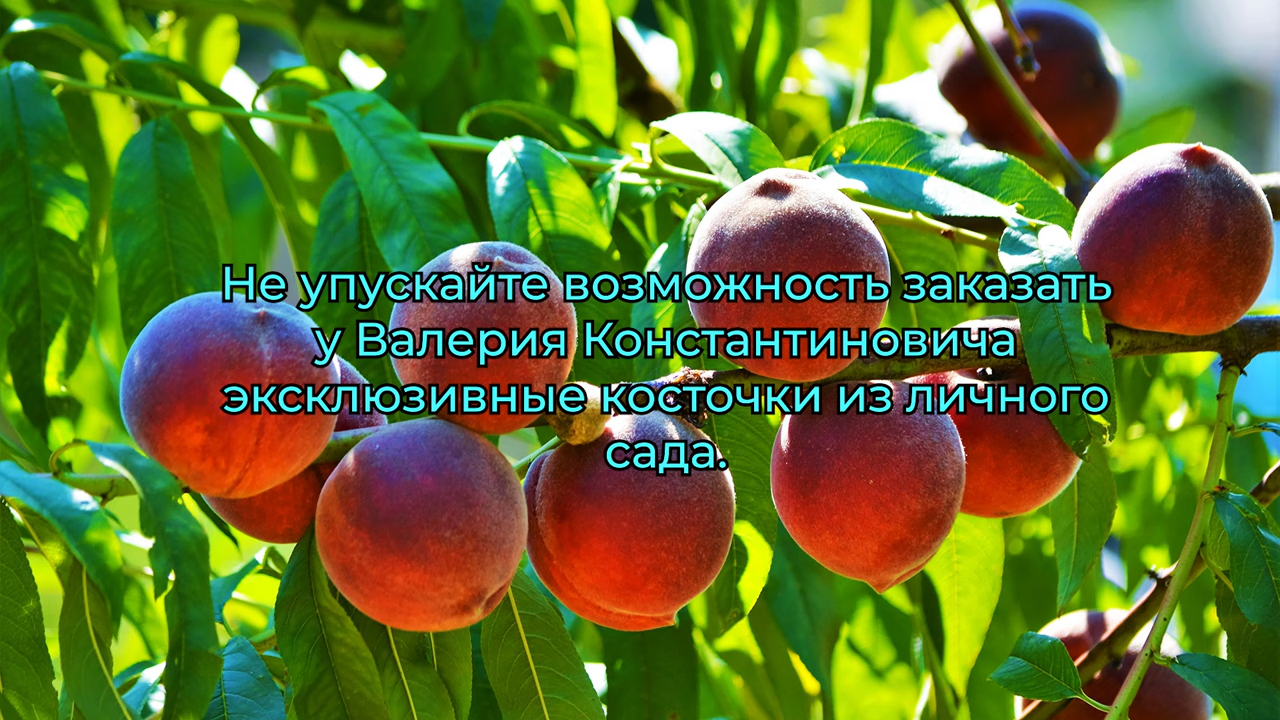 Не упускайте возможность заказать
у Валерия Константиновича
эксклюзивные косточки из личного
сада.